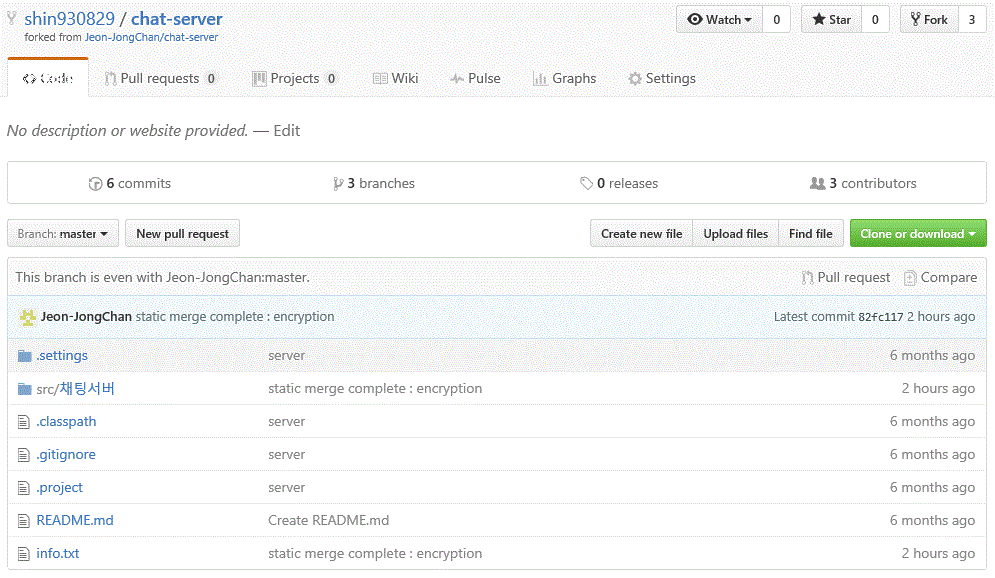 shin930829 / chat-server
Watch 0 Star 0 Fork 3
forked from Jeon-JongChan/chat-server
Code Pull requests 0 Projects 0 Wiki Pulse Graphs Settings
No description or website provided. — Edit
6 commits 3 branches 0 releases 3 contributors
Branch: master New pull request Create new file Upload files Find file Clone or download
This branch is even with Jeon-JongChan:master. Pull request Compare
Jeon-JongChan static merge complete : encryption Latest commit 82fc117 2 hours ago
.settings server 6 months ago
src/채팅서버 static merge complete : encryption 2 hours ago
.classpath server 6 months ago
.gitignore server 6 months ago
.project server 6 months ago
README.md Create README.md 6 months ago
info.txt static merge complete : encryption 2 hours ago